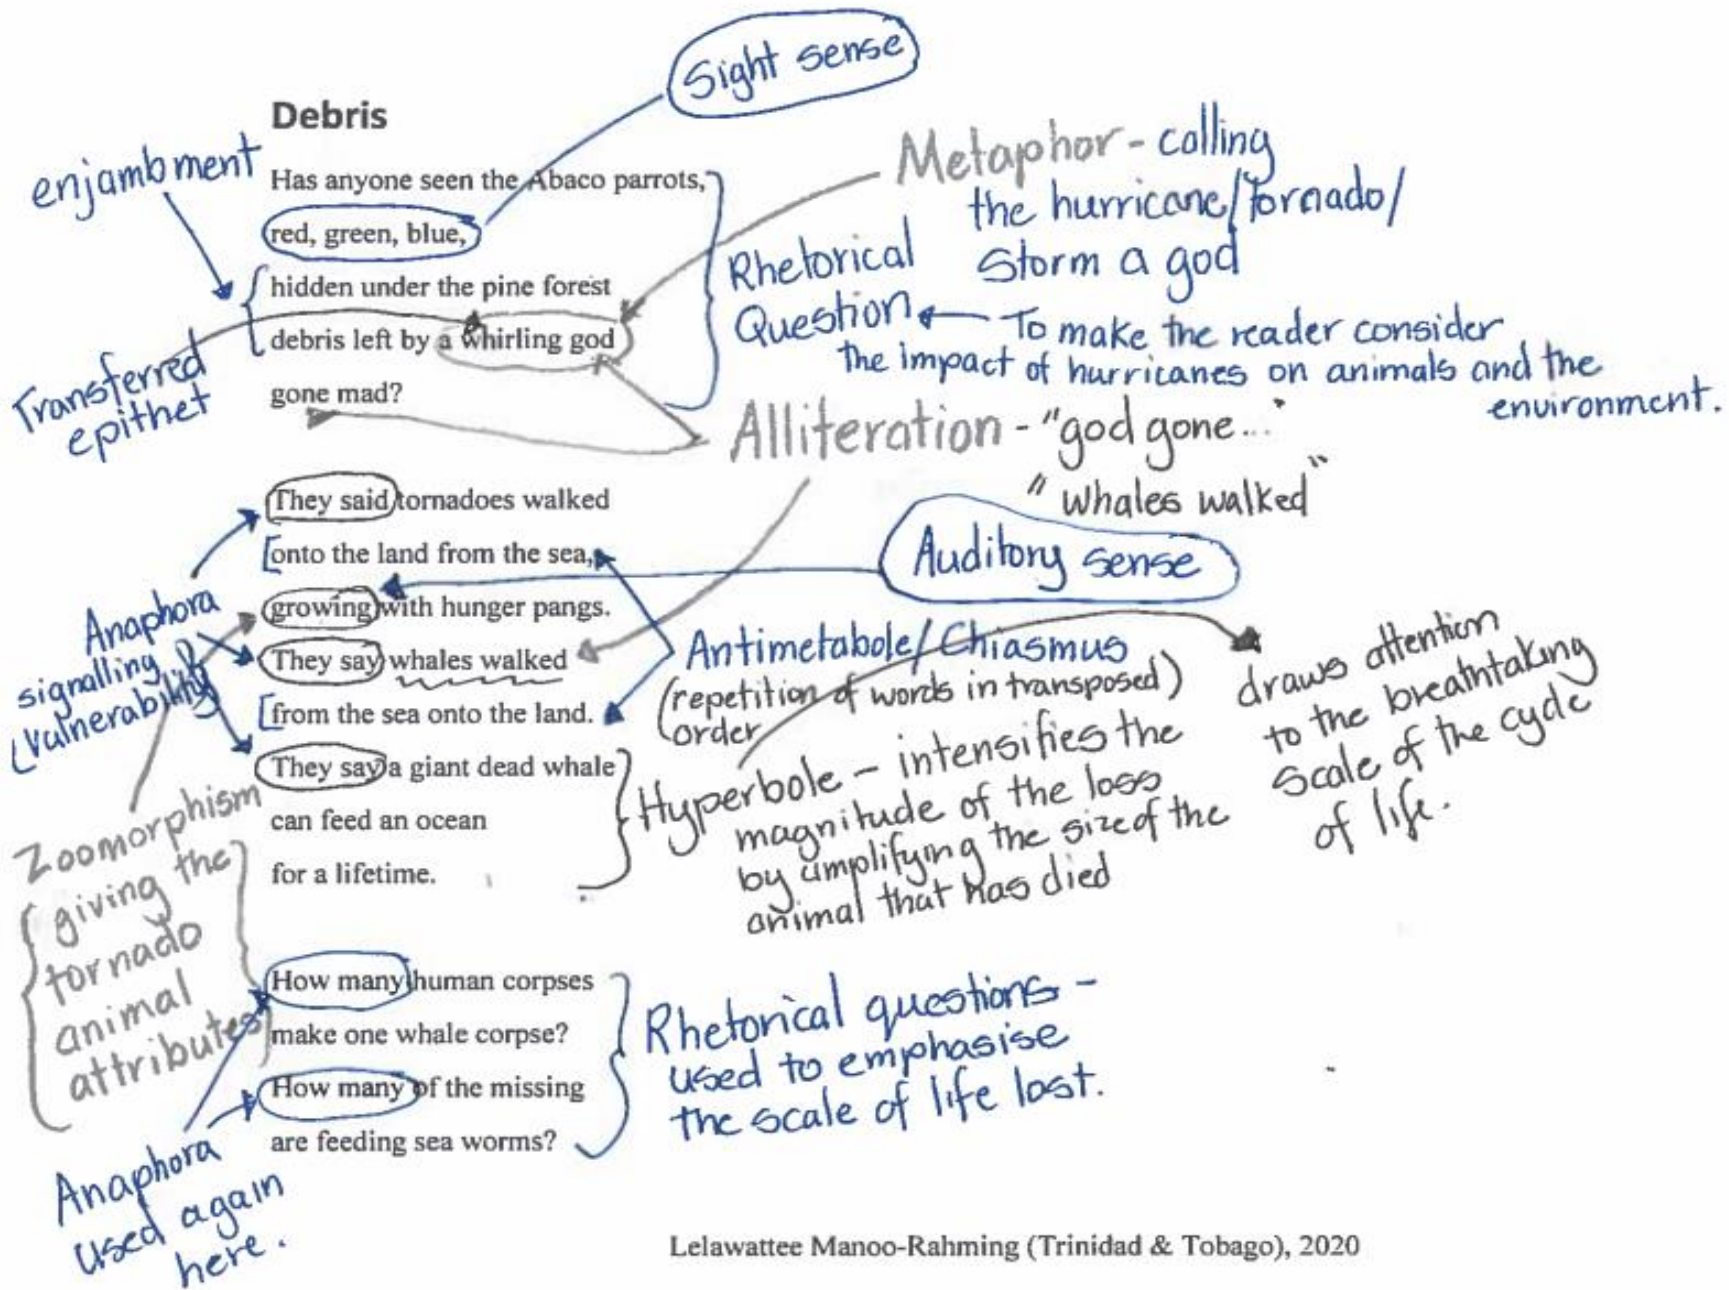 Sight sense
Debris
enjambment
Has anyone seen the Abaco parrots,
red, green, blue,
hidden under the pine forest
debris left by a whirling god
gone mad?
Metaphor - calling
the hurricane/tornado/
storm a god
Rhetorical
Question
To make the reader consider
the impact of hurricanes on animals and the
environment.
Transferred
epithet
Alliteration - "god gone..."
"whales walked"
They said tornadoes walked
onto the land from the sea,
growing with hunger pangs.
They say whales walked
from the sea onto the land.
They say a giant dead whale
can feed an ocean
for a lifetime.
Auditory sense
Anaphora
signalling
vulnerability
Antimetabole/Chiasmus
(repetition of words in transposed)
order
Hyperbole - intensifies the
magnitude of the loss
by amplifying the size of the
animal that has died
draws attention
to the breathtaking
scale of the cycle
of life.
Zoomorphism
giving the
tornado
animal
attributes
How many human corpses
make one whale corpse?
How many of the missing
are feeding sea worms?
Rhetorical questions -
used to emphasise
the scale of life lost.
Anaphora
used again
here.
Lelawattee Manoo-Rahming (Trinidad & Tobago), 2020